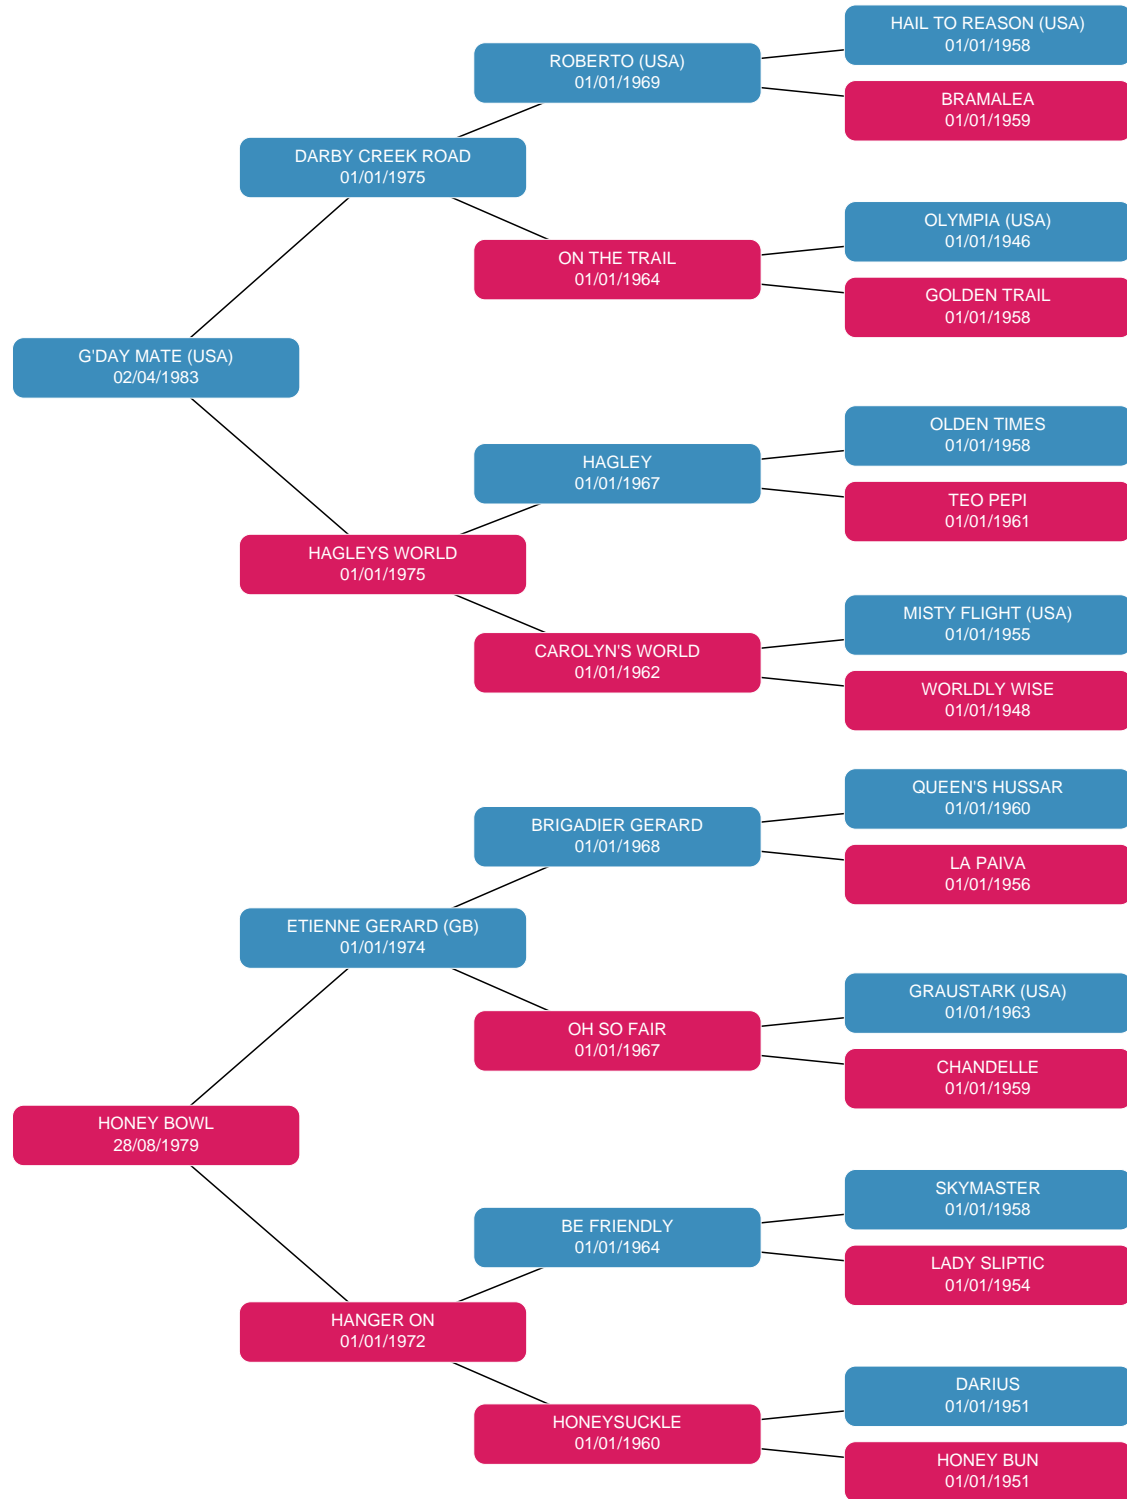 HAIL TO REASON (USA)
01/01/1958
ROBERTO (USA)
01/01/1969
BRAMALEA
01/01/1959
DARBY CREEK ROAD
01/01/1975
OLYMPIA (USA)
01/01/1946
ON THE TRAIL
01/01/1964
GOLDEN TRAIL
01/01/1958
G'DAY MATE (USA)
02/04/1983
OLDEN TIMES
01/01/1958
HAGLEY
01/01/1967
TEO PEPI
01/01/1961
HAGLEYS WORLD
01/01/1975
MISTY FLIGHT (USA)
01/01/1955
CAROLYN'S WORLD
01/01/1962
WORLDLY WISE
01/01/1948
QUEEN'S HUSSAR
01/01/1960
BRIGADIER GERARD
01/01/1968
LA PAIVA
01/01/1956
ETIENNE GERARD (GB)
01/01/1974
GRAUSTARK (USA)
01/01/1963
OH SO FAIR
01/01/1967
CHANDELLE
01/01/1959
HONEY BOWL
28/08/1979
SKYMASTER
01/01/1958
BE FRIENDLY
01/01/1964
LADY SLIPTIC
01/01/1954
HANGER ON
01/01/1972
DARIUS
01/01/1951
HONEYSUCKLE
01/01/1960
HONEY BUN
01/01/1951